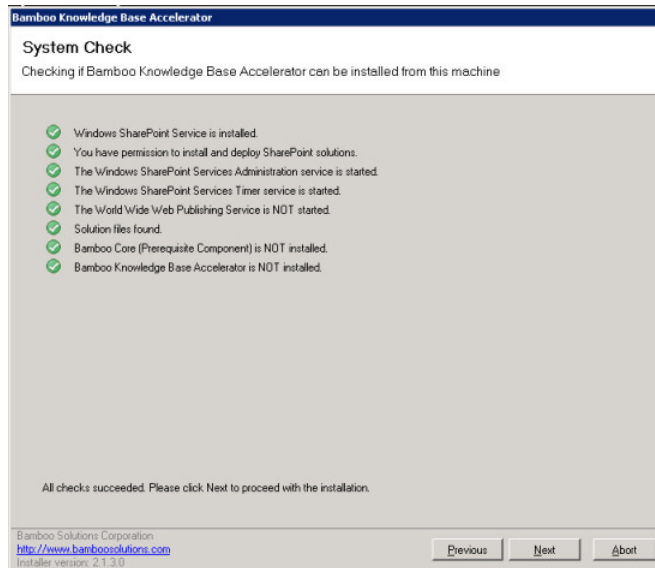 Bamboo Knowledge Base Accelerator
System Check
Checking if Bamboo Knowledge Base Accelerator can be installed from this machine
Windows SharePoint Service is installed.
You have permission to install and deploy SharePoint solutions.
The Windows SharePoint Services Administration service is started.
The Windows SharePoint Services Timer service is started.
The World Wide Web Publishing Service is NOT started.
Solution files found.
Bamboo Core (Prerequisite Component) is NOT installed.
Bamboo Knowledge Base Accelerator is NOT installed.
All checks succeeded. Please click Next to proceed with the installation.
Bamboo Solutions Corporation
http://www.bamboosolutions.com
Installer version: 2.1.3.0
Previous Next Abort